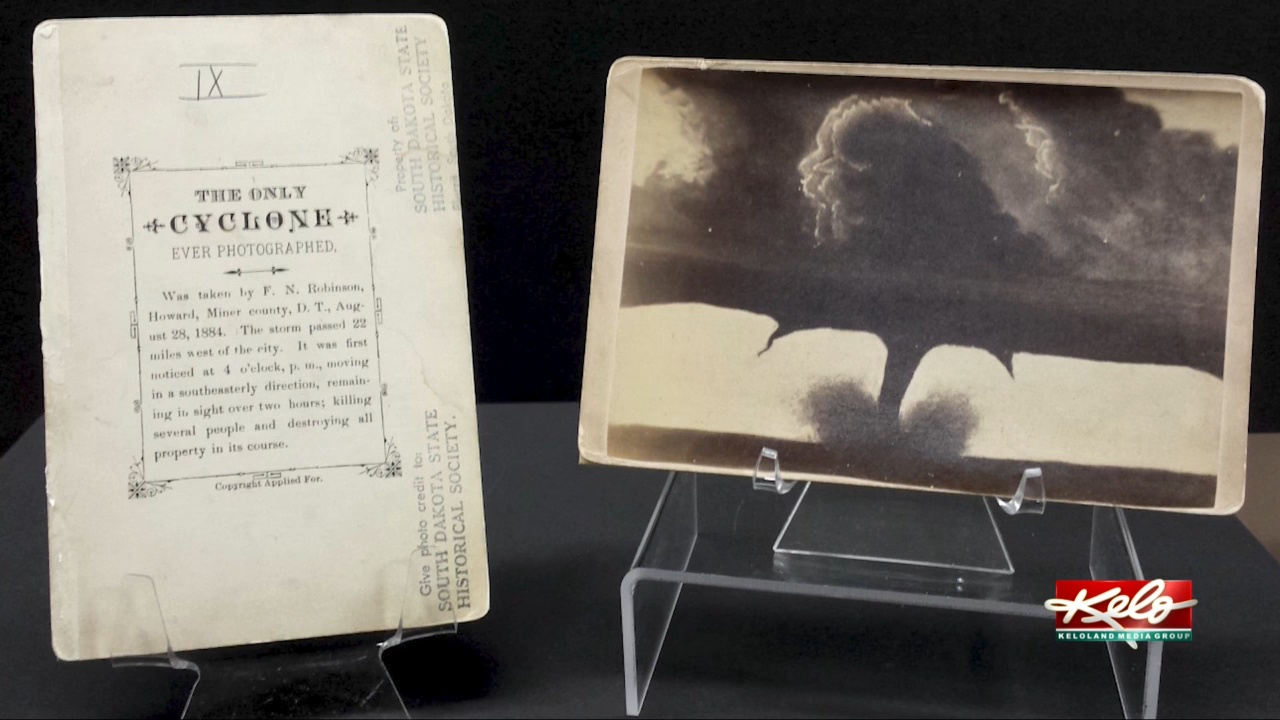 IX
THE ONLY
CYCLONE
EVER PHOTOGRAPHED.
Was taken by F. N. Robinson,
Howard, Miner county, D. T., Aug-
ust 28, 1884. The storm passed 22
miles west of the city. It was first
noticed at 4 o'clock, p. m., moving
in a southeasterly direction, remain-
ing in sight over two hours; killing
several people and destroying all
property in its course.
Copyright Applied For.
Property of
SOUTH DAKOTA STATE
HISTORICAL SOCIETY
Give photo credit to:
SOUTH DAKOTA STATE
HISTORICAL SOCIETY.
Kelo
KELOLAND MEDIA GROUP